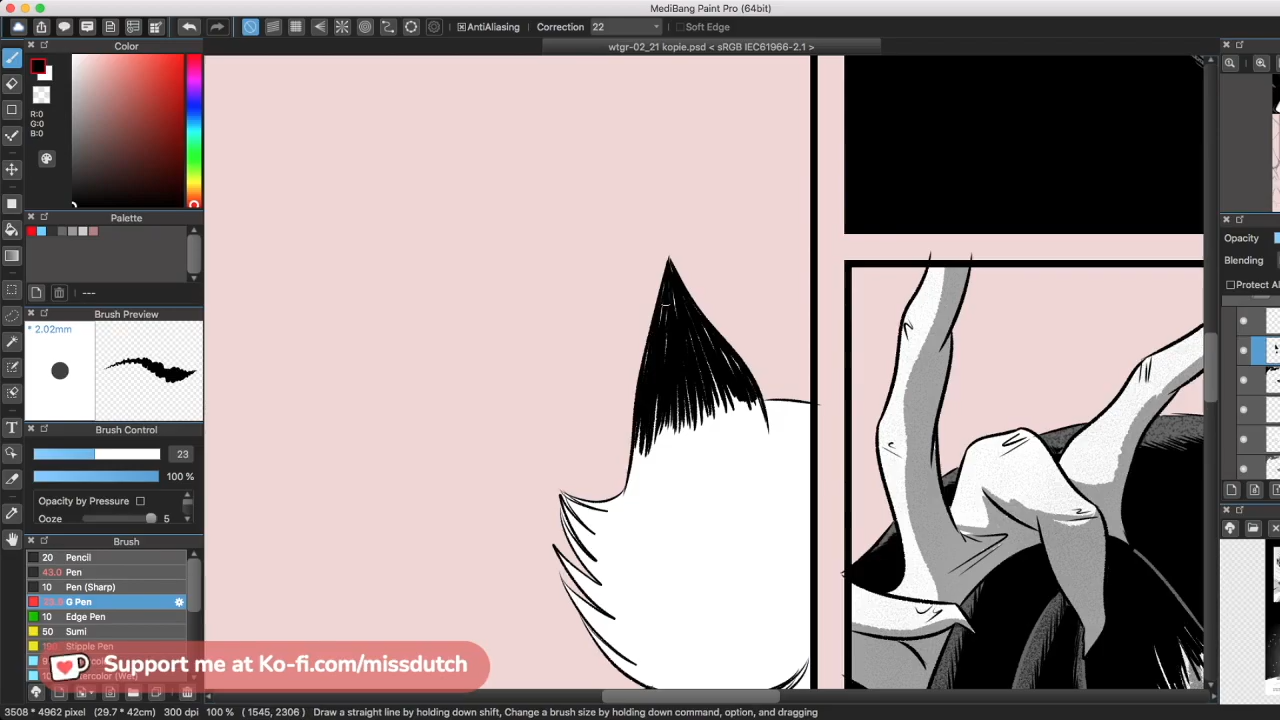 MediBang Paint Pro (64bit)
AntiAliasing Correction 22 Soft Edge
wtgr-02_21 kopie.psd < sRGB IEC61966-2.1 >
Color
R:0
G:0
B:0
Palette
---
Brush Preview
* 2.02mm
Brush Control
23
100 %
Opacity by Pressure
Ooze 5
Brush
20 Pencil
43.0 Pen
10 Pen (Sharp)
G Pen
10 Edge Pen
50 Sumi
Stipple Pen
Opacity
Blending
Protect Al
Support me at Ko-fi.com/missdutch
3508 * 4962 pixel (29.7 * 42cm) 300 dpi 100 % ( 1545, 2306 ) Draw a straight line by holding down shift, Change a brush size by holding down command, option, and dragging